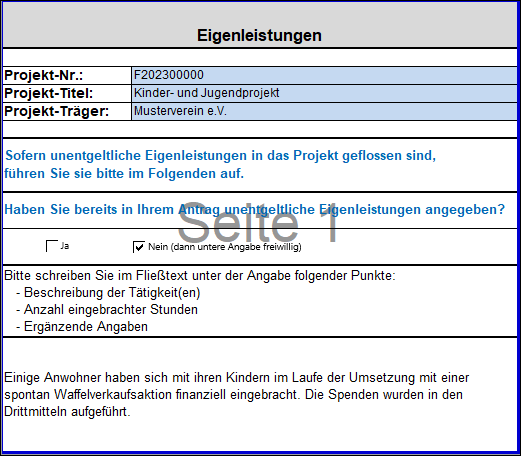 Eigenleistungen
Projekt-Nr.: F202300000
Projekt-Titel: Kinder- und Jugendprojekt
Projekt-Träger: Musterverein e.V.
Sofern unentgeltliche Eigenleistungen in das Projekt geflossen sind,
führen Sie sie bitte im Folgenden auf.
Haben Sie bereits in Ihrem Antrag unentgeltliche Eigenleistungen angegeben?
Seite 1
Ja Nein (dann untere Angabe freiwillig)
Bitte schreiben Sie im Fließtext unter der Angabe folgender Punkte:
- Beschreibung der Tätigkeit(en)
- Anzahl eingebrachter Stunden
- Ergänzende Angaben
Einige Anwohner haben sich mit ihren Kindern im Laufe der Umsetzung mit einer
spontan Waffelverkaufsaktion finanziell eingebracht. Die Spenden wurden in den
Drittmitteln aufgeführt.